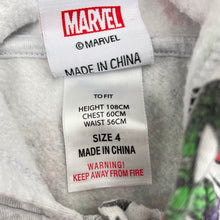 MARVEL
© MARVEL
MADE IN CHINA
TO FIT
HEIGHT 108CM
CHEST 60CM
WAIST 56CM
SIZE 4
MADE IN CHINA
WARNING!
KEEP AWAY FROM FIRE